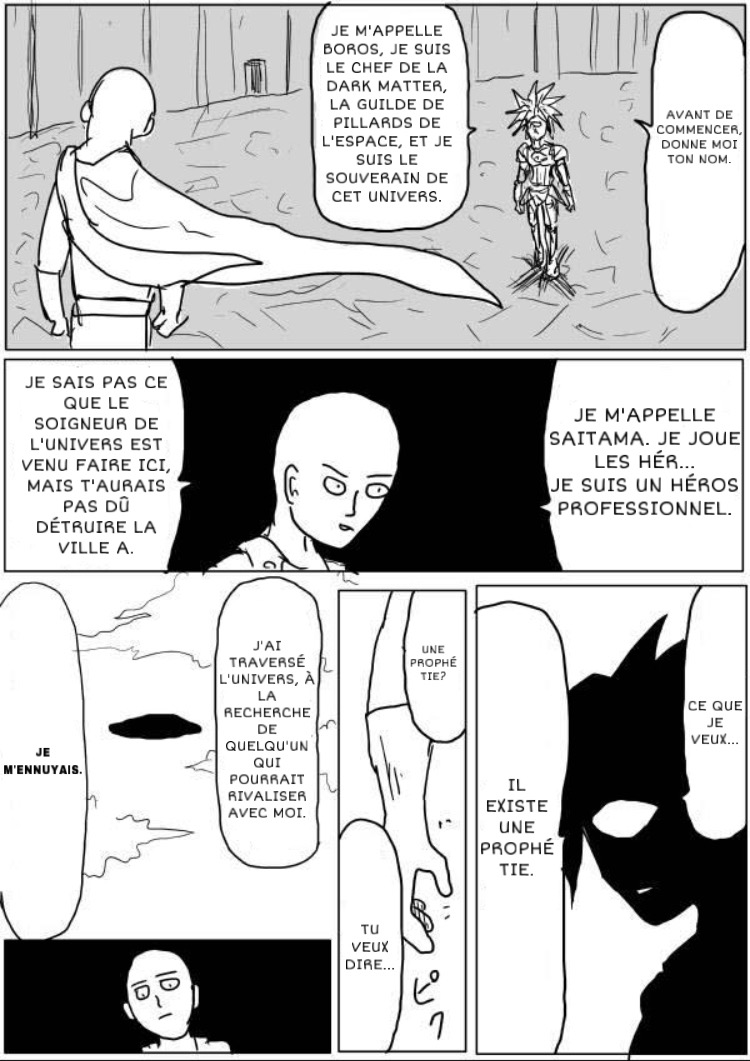 AVANT DE
COMMENCER,
DONNE MOI
TON NOM.
JE M'APPELLE
BOROS, JE SUIS
LE CHEF DE LA
DARK MATTER,
LA GUILDE DE
PILLARDS DE
L'ESPACE, ET JE
SUIS LE
SOUVERAIN DE
CET UNIVERS.
JE M'APPELLE
SAITAMA. JE JOUE
LES HÉR...
JE SUIS UN HÉROS
PROFESSIONNEL.
JE SAIS PAS CE
QUE LE
SOIGNEUR DE
L'UNIVERS EST
VENU FAIRE ICI,
MAIS T'AURAIS
PAS DÛ
DÉTRUIRE LA
VILLE A.
CE QUE
JE
VEUX...
IL
EXISTE
UNE
PROPHÉ
TIE.
UNE
PROPHÉ
TIE?
ピク
TU
VEUX
DIRE...
J'AI
TRAVERSÉ
L'UNIVERS, À
LA
RECHERCHE
DE
QUELQU'UN
QUI
POURRAIT
RIVALISER
AVEC MOI.
JE
M'ENNUYAIS.